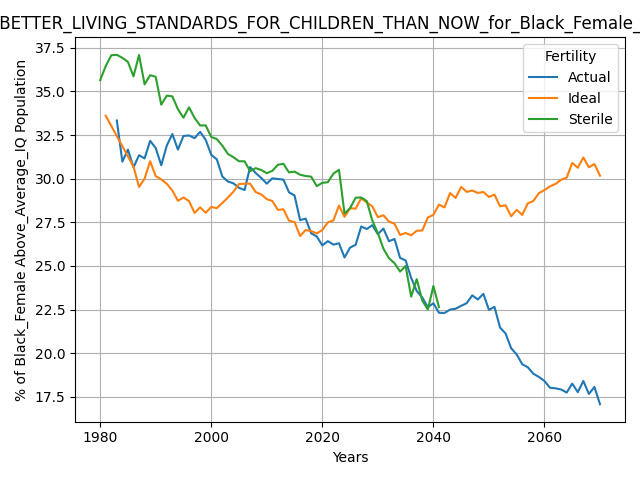 BETTER_LIVING_STANDARDS_FOR_CHILDREN_THAN_NOW_for_Black_Female_
% of Black_Female Above_Average_IQ Population
37.5
35.0
32.5
30.0
27.5
25.0
22.5
20.0
17.5
Fertility
Actual
Ideal
Sterile
1980
2000
2020
2040
2060
Years